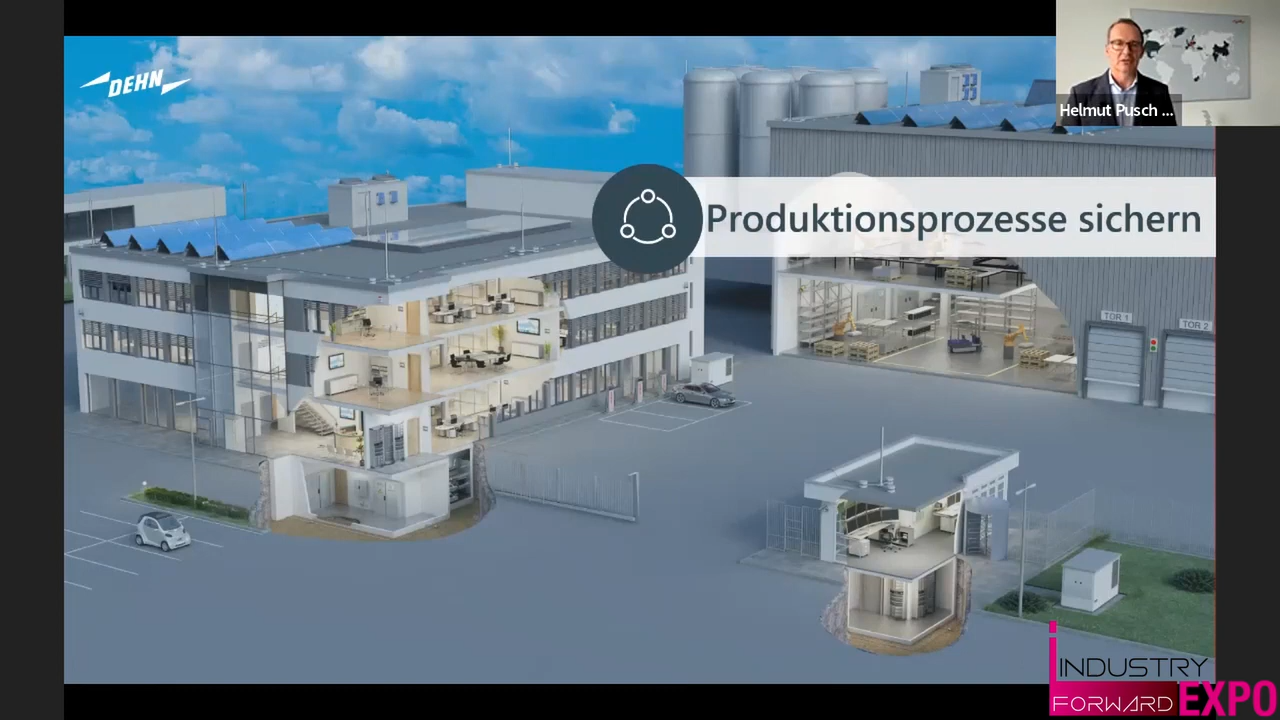 DEHN
Helmut Pusch ...
Produktionsprozesse sichern
TOR 1
TOR 2
INDUSTRY
FORWARD EXPO